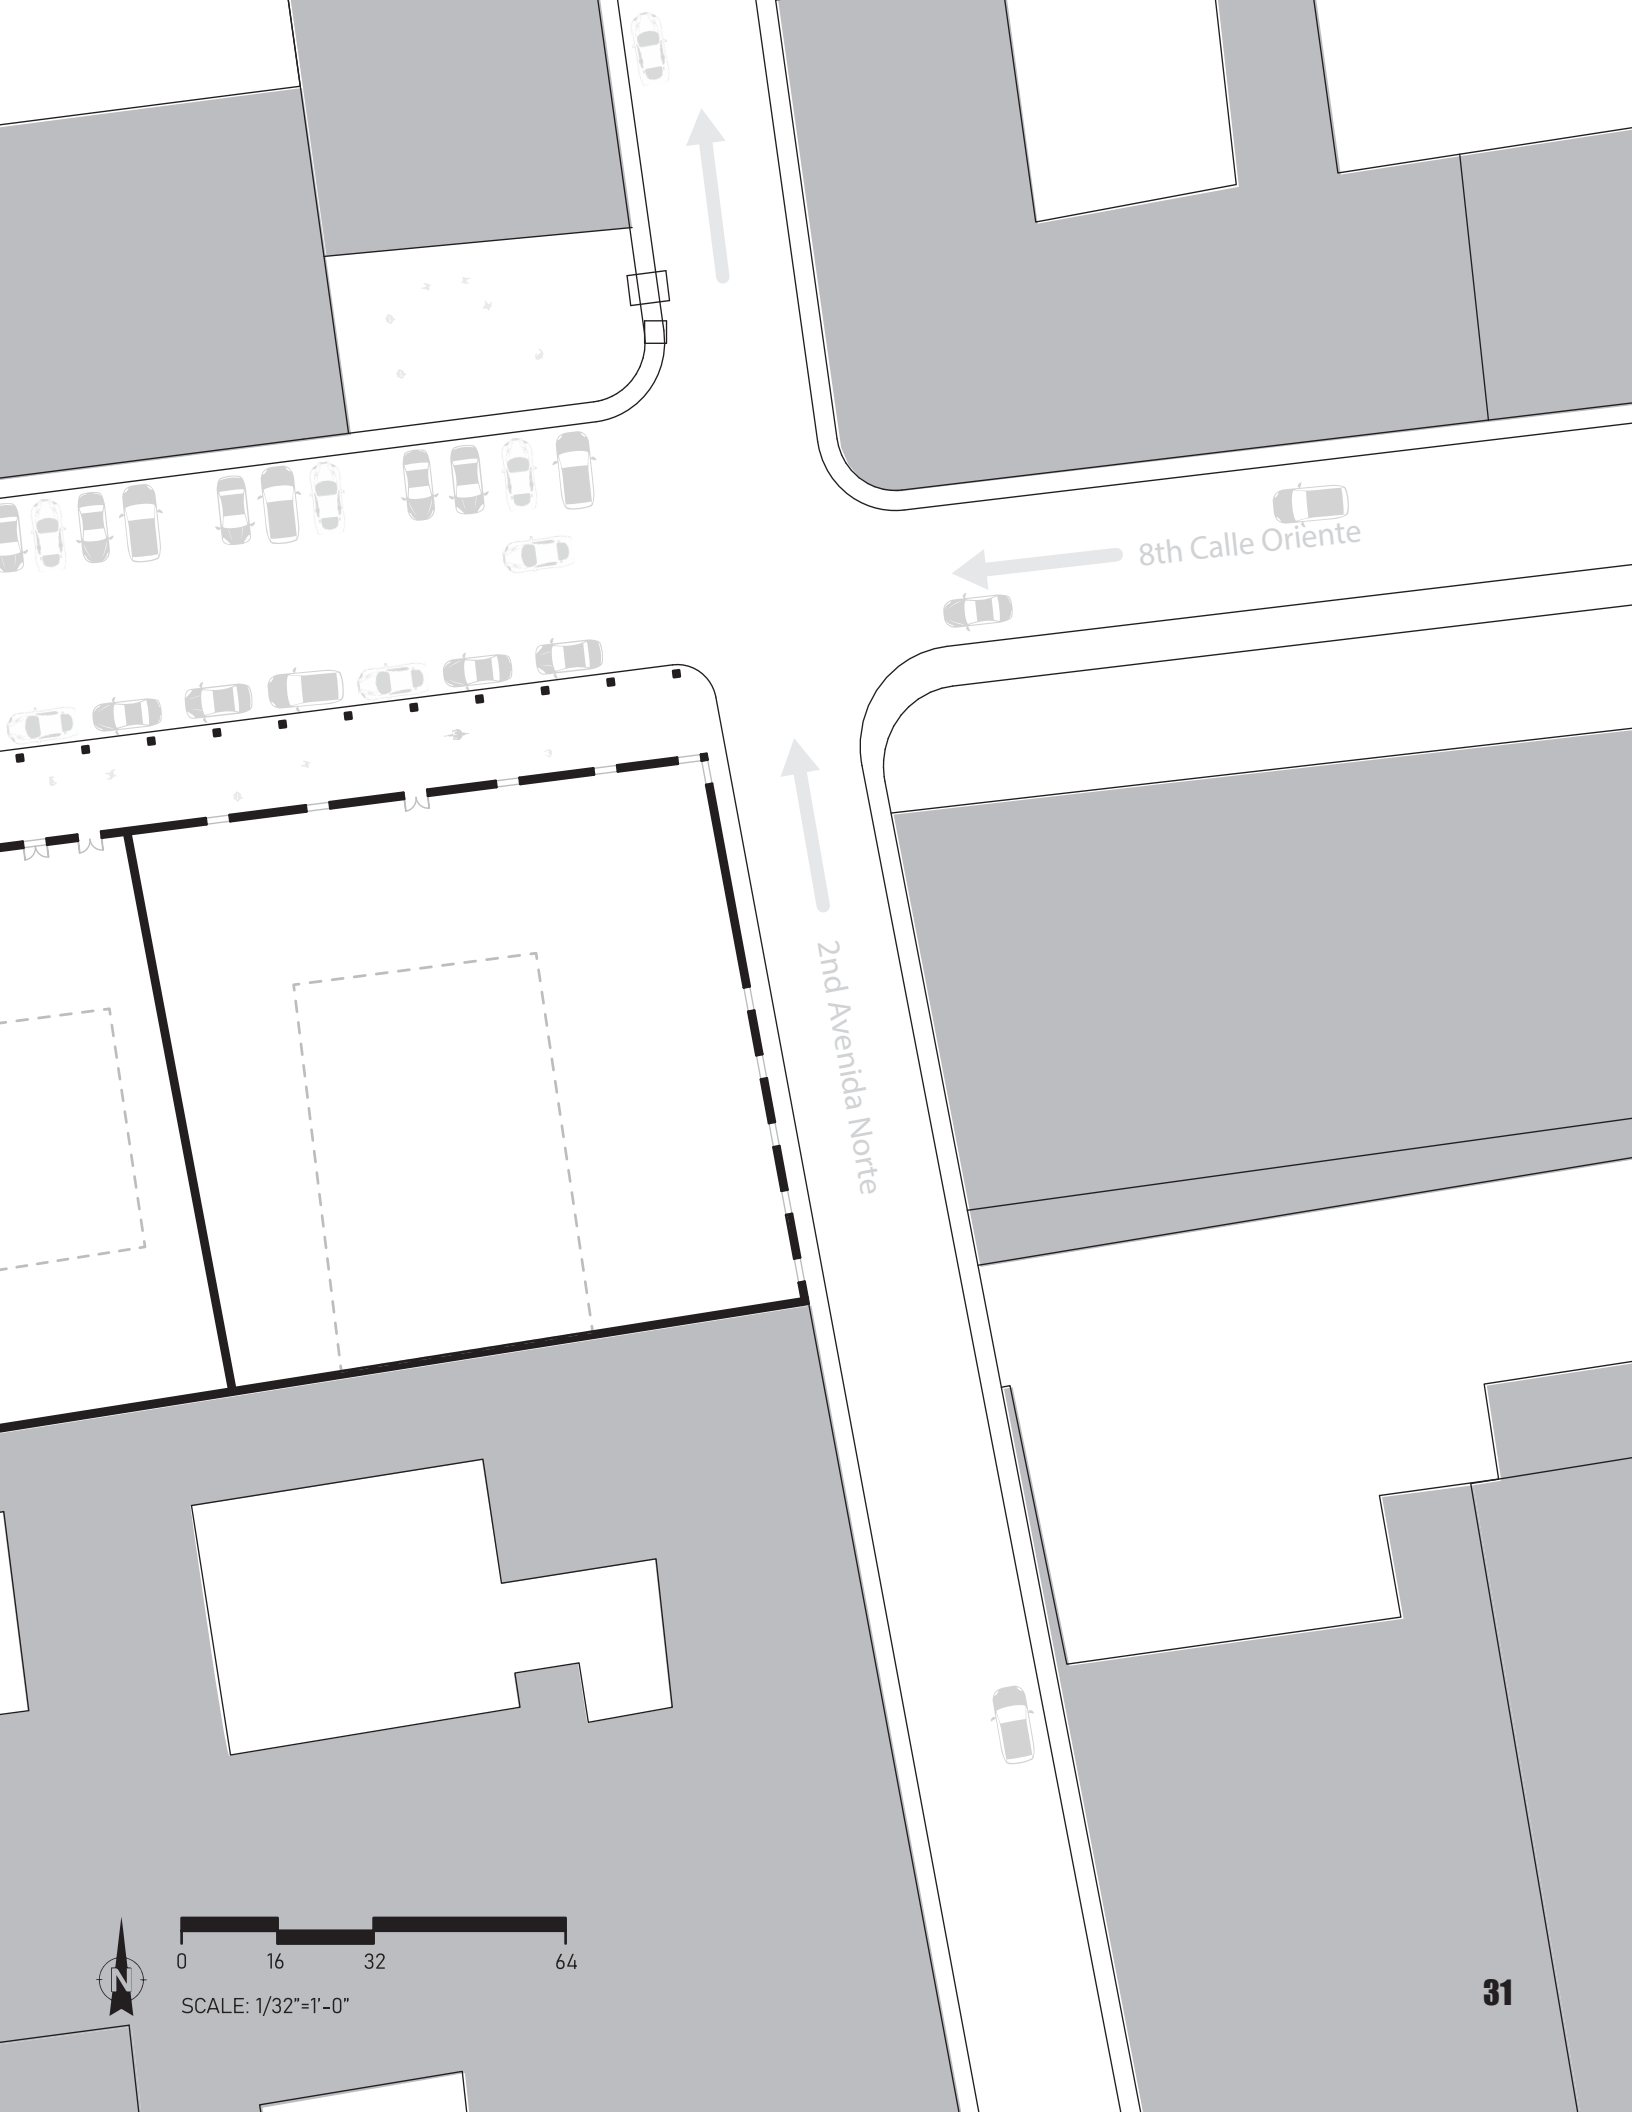 8th Calle Oriente
2nd Avenida Norte
N
0 16 32 64
SCALE: 1/32”=1’-0”
31